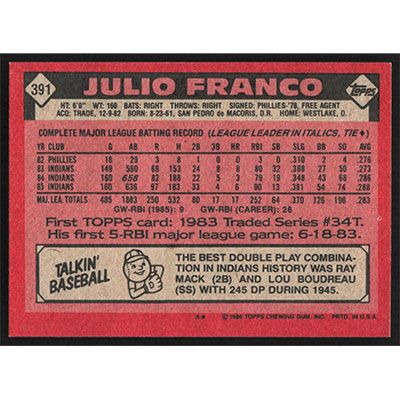 391
JULIO FRANCO
Topps
HT: 6'0" WT: 160 BATS: RIGHT THROWS: RIGHT SIGNED: PHILLIES-'78, FREE AGENT
ACQ: TRADE, 12-9-82 BORN: 8-23-61, SAN PEDRO de MACORIS, D.R. HOME: WESTLAKE, O.
COMPLETE MAJOR LEAGUE BATTING RECORD (LEAGUE LEADER IN ITALICS, TIE♦)
YR CLUB G AB R H 2B 3B HR RBI SB SLG BB SO AVG
82 PHILLIES 16 29 3 8 1 0 0 3 0 .310 2 4 .276
83 INDIANS 149 560 68 153 24 8 8 80 32 .388 27 50 .273
84 INDIANS 160 658 82 188 22 5 3 79 19 .348 43 68 .286
85 INDIANS 160 636 97 183 33 4 6 90 13 .381 54 74 .288
MAJ. LEA. TOTALS 485 1883 250 532 80 17 17 252 64
GW-RBI (1985): 9 GW-RBI (CAREER): 28
First TOPPS card: 1983 Traded Series #34T.
His first 5-RBI major league game: 6-18-83.
TALKIN' BASEBALL
THE BEST DOUBLE PLAY COMBINA-
TION IN INDIANS HISTORY WAS RAY
MACK (2B) AND LOU BOUDREAU
(SS) WITH 245 DP DURING 1945.
A★ © 1986 TOPPS CHEWING GUM, INC. PRTD. IN U.S.A.